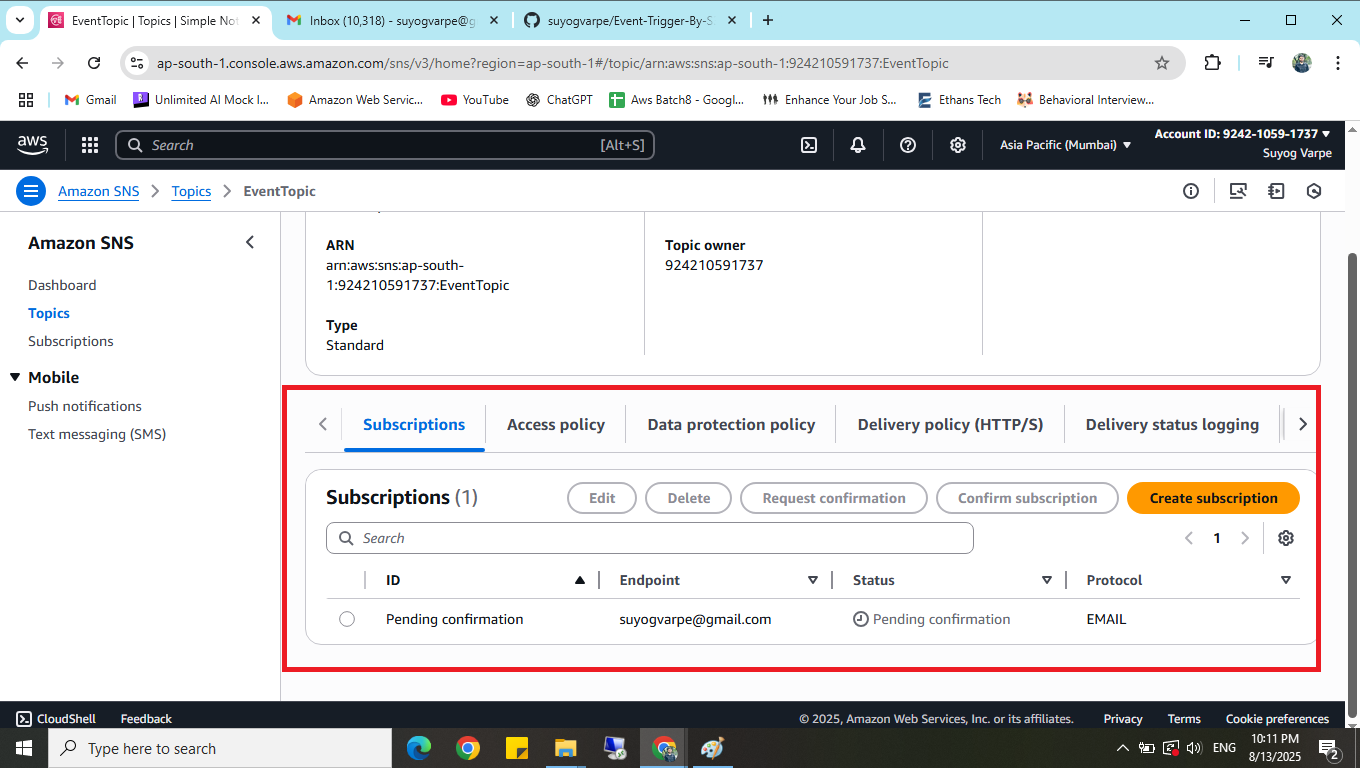 EventTopic | Topics | Simple Not
Inbox (10,318) - suyogvarpe@g
suyogvarpe/Event-Trigger-By-S
ap-south-1.console.aws.amazon.com/sns/v3/home?region=ap-south-1#/topic/arn:aws:sns:ap-south-1:924210591737:EventTopic
Gmail
Unlimited AI Mock I...
Amazon Web Servic...
YouTube
ChatGPT
Aws Batch8 - Googl...
Enhance Your Job S...
Ethans Tech
Behavioral Interview...
aws
Search
[Alt+S]
Asia Pacific (Mumbai)
Account ID: 9242-1059-1737
Suyog Varpe
Amazon SNS
Topics
EventTopic
Amazon SNS
Dashboard
Topics
Subscriptions
Mobile
Push notifications
Text messaging (SMS)
ARN
arn:aws:sns:ap-south-
1:924210591737:EventTopic
Topic owner
924210591737
Type
Standard
Subscriptions
Access policy
Data protection policy
Delivery policy (HTTP/S)
Delivery status logging
Subscriptions (1)
Edit
Delete
Request confirmation
Confirm subscription
Create subscription
Search
1
ID
Endpoint
Status
Protocol
Pending confirmation
suyogvarpe@gmail.com
Pending confirmation
EMAIL
CloudShell
Feedback
© 2025, Amazon Web Services, Inc. or its affiliates.
Privacy
Terms
Cookie preferences
Type here to search
ENG
10:11 PM
8/13/2025
2